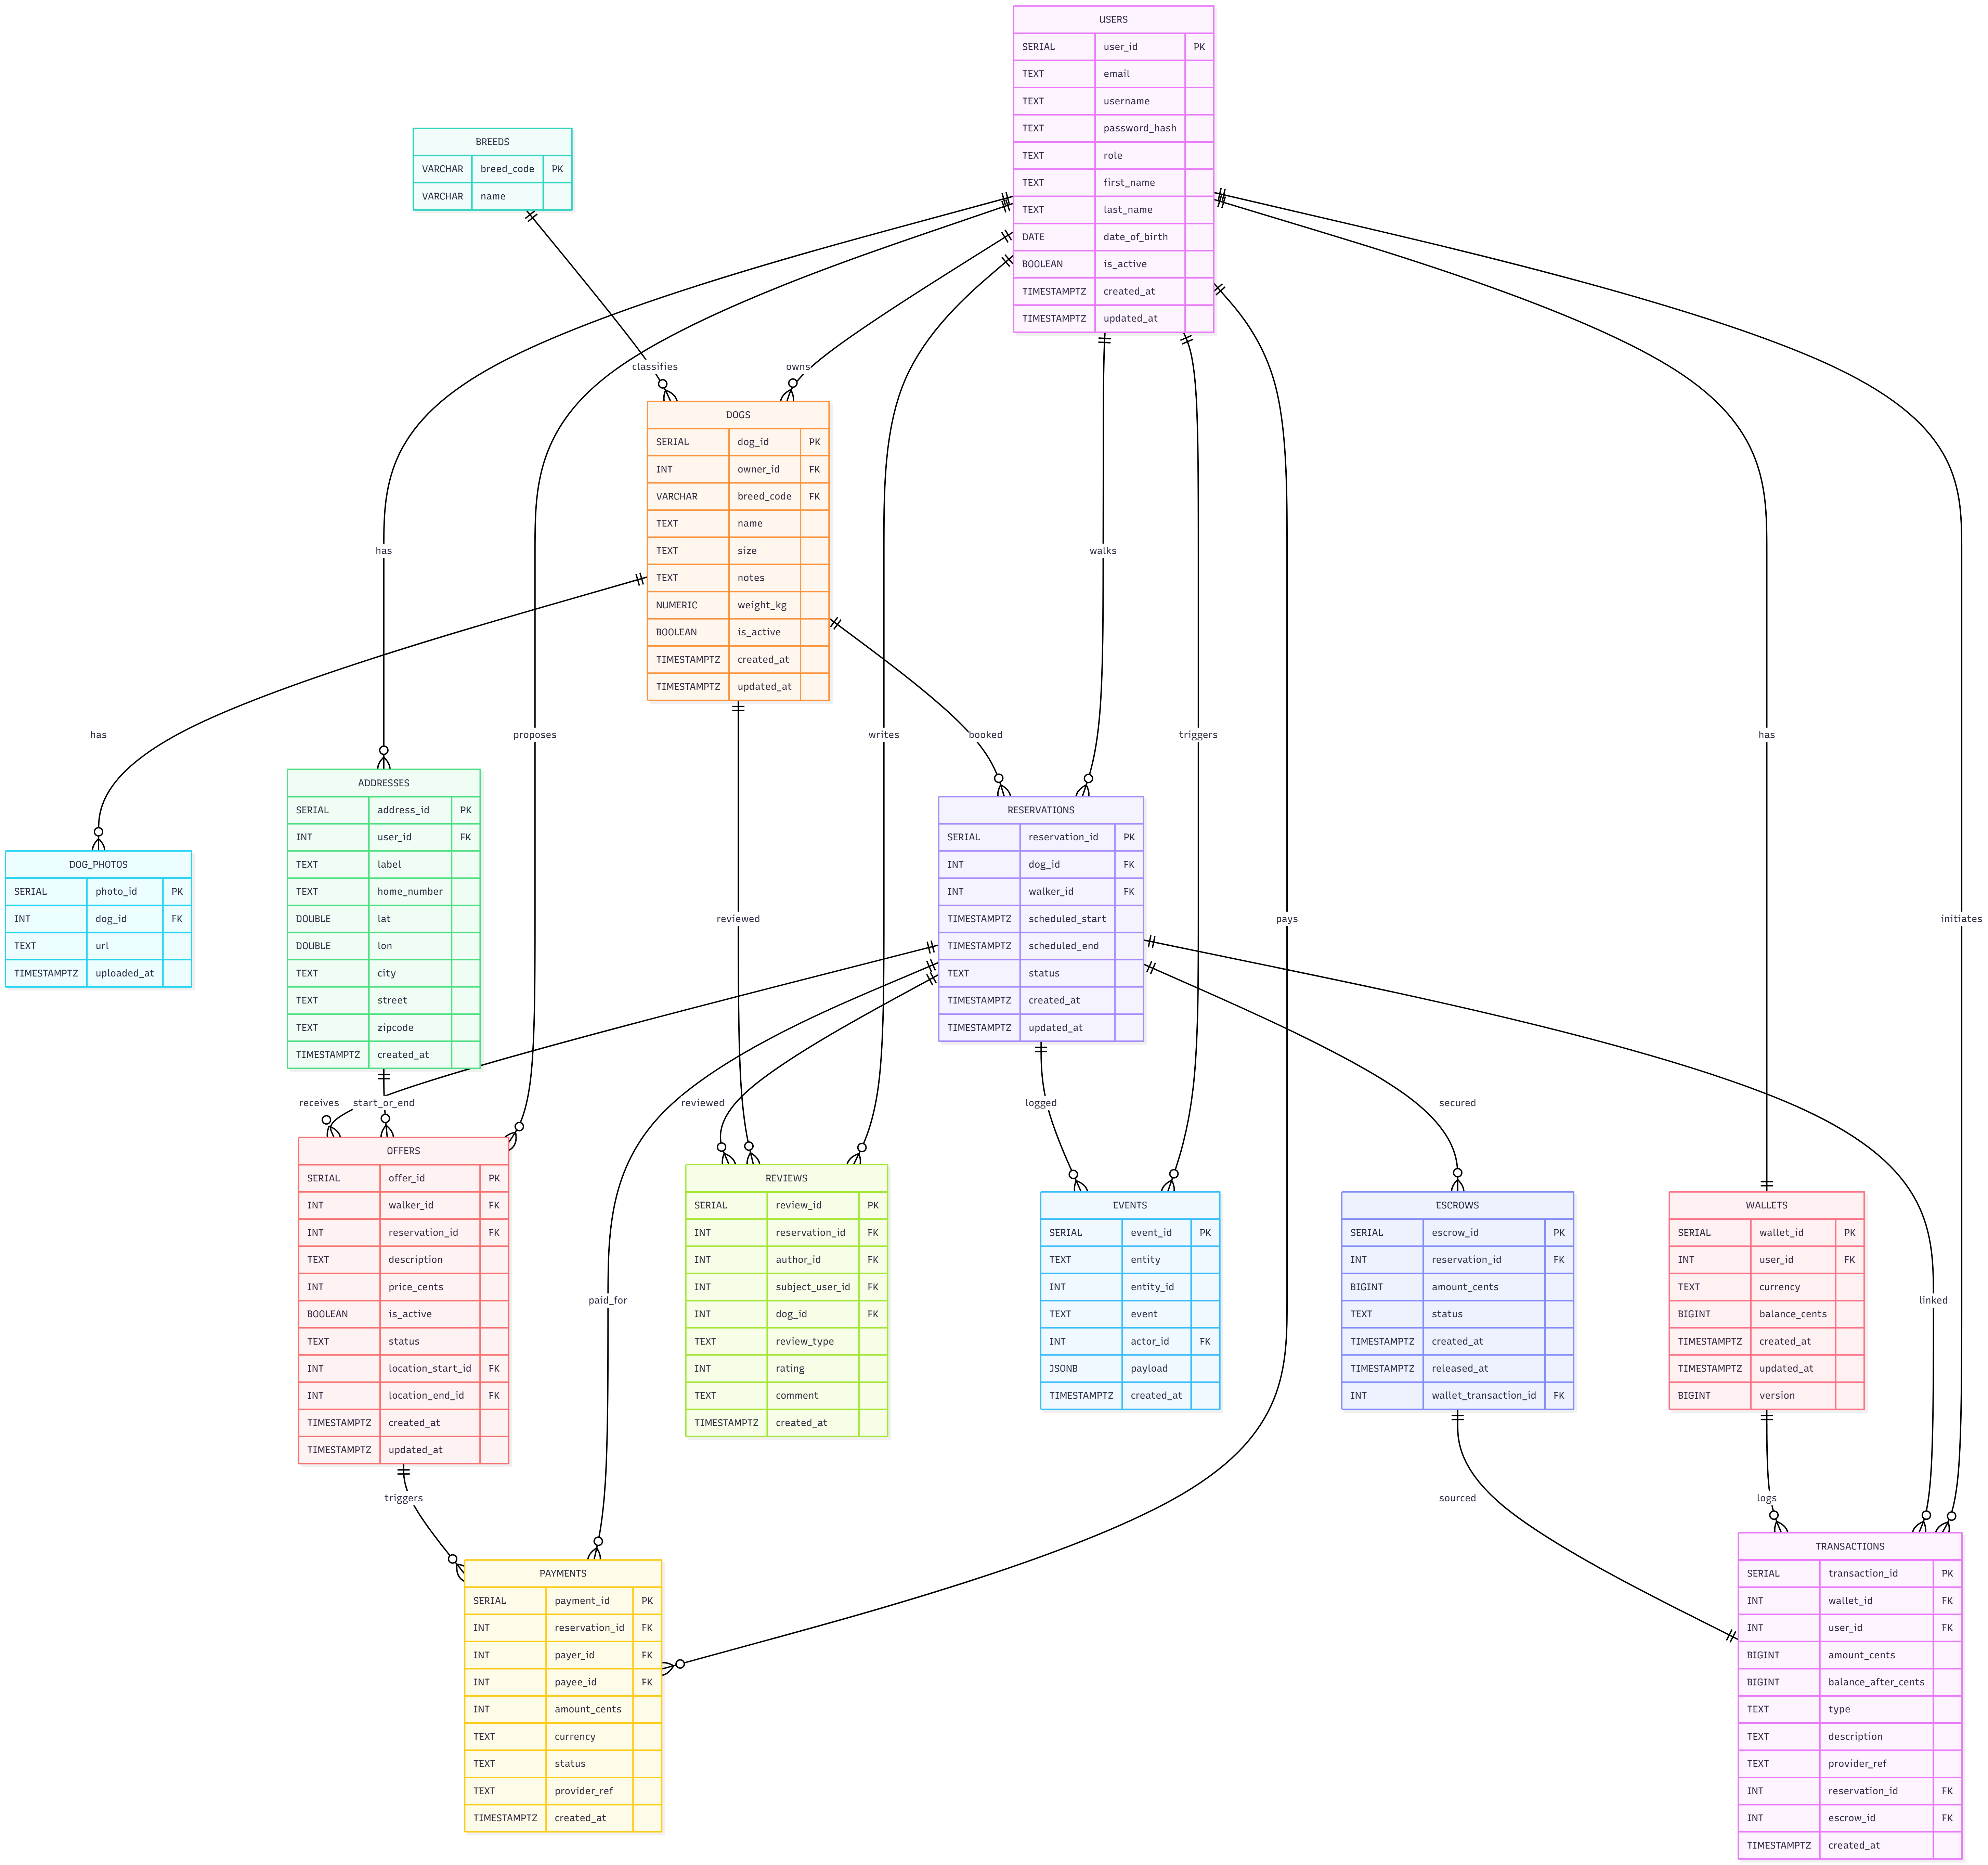 USERS
SERIAL user_id PK
TEXT email
TEXT username
TEXT password_hash
TEXT role
TEXT first_name
TEXT last_name
DATE date_of_birth
BOOLEAN is_active
TIMESTAMPTZ created_at
TIMESTAMPTZ updated_at
BREEDS
VARCHAR breed_code PK
VARCHAR name
classifies
owns
DOGS
SERIAL dog_id PK
INT owner_id FK
VARCHAR breed_code FK
TEXT name
TEXT size
TEXT notes
NUMERIC weight_kg
BOOLEAN is_active
TIMESTAMPTZ created_at
TIMESTAMPTZ updated_at
has
walks
has
proposes
writes
booked
triggers
has
ADDRESSES
SERIAL address_id PK
INT user_id FK
TEXT label
TEXT home_number
DOUBLE lat
DOUBLE lon
TEXT city
TEXT street
TEXT zipcode
TIMESTAMPTZ created_at
DOG_PHOTOS
SERIAL photo_id PK
INT dog_id FK
TEXT url
TIMESTAMPTZ uploaded_at
RESERVATIONS
SERIAL reservation_id PK
INT dog_id FK
INT walker_id FK
TIMESTAMPTZ scheduled_start
TIMESTAMPTZ scheduled_end
TEXT status
TIMESTAMPTZ created_at
TIMESTAMPTZ updated_at
reviewed
pays
initiates
receives
start_or_end
reviewed
logged
secured
OFFERS
SERIAL offer_id PK
INT walker_id FK
INT reservation_id FK
TEXT description
INT price_cents
BOOLEAN is_active
TEXT status
INT location_start_id FK
INT location_end_id FK
TIMESTAMPTZ created_at
TIMESTAMPTZ updated_at
paid_for
REVIEWS
SERIAL review_id PK
INT reservation_id FK
INT author_id FK
INT subject_user_id FK
INT dog_id FK
TEXT review_type
INT rating
TEXT comment
TIMESTAMPTZ created_at
EVENTS
SERIAL event_id PK
TEXT entity
INT entity_id
TEXT event
INT actor_id FK
JSONB payload
TIMESTAMPTZ created_at
ESCROWS
SERIAL escrow_id PK
INT reservation_id FK
BIGINT amount_cents
TEXT status
TIMESTAMPTZ created_at
TIMESTAMPTZ released_at
INT wallet_transaction_id FK
WALLETS
SERIAL wallet_id PK
INT user_id FK
TEXT currency
BIGINT balance_cents
TIMESTAMPTZ created_at
TIMESTAMPTZ updated_at
BIGINT version
linked
triggers
sourced
logs
PAYMENTS
SERIAL payment_id PK
INT reservation_id FK
INT payer_id FK
INT payee_id FK
INT amount_cents
TEXT currency
TEXT status
TEXT provider_ref
TIMESTAMPTZ created_at
TRANSACTIONS
SERIAL transaction_id PK
INT wallet_id FK
INT user_id FK
BIGINT amount_cents
BIGINT balance_after_cents
TEXT type
TEXT description
TEXT provider_ref
INT reservation_id FK
INT escrow_id FK
TIMESTAMPTZ created_at